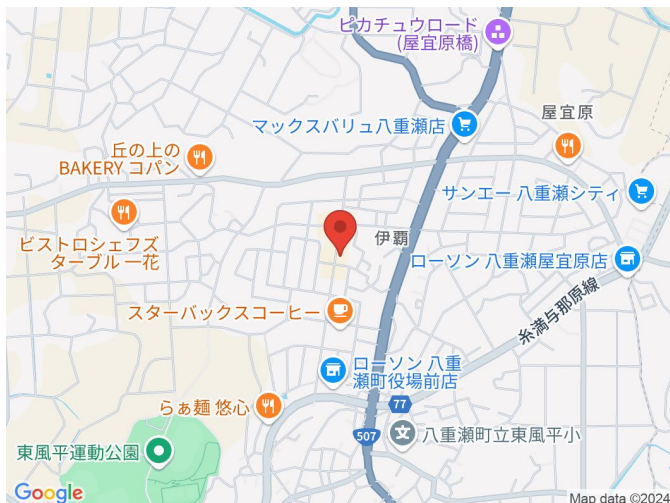 ピカチュウロード
(屋宜原橋)
マックスバリュ八重瀬店
屋宜原
丘の上の
BAKERY コパン
サンエー 八重瀬シティ
ビストロシェフズ
テーブル 一花
伊覇
ローソン 八重瀬屋宜原店
スターバックスコーヒー
糸満与那原線
ローソン 八重
瀬町役場前店
らぁ麺 悠心
77
507
八重瀬町立東風平小
東風平運動公園
Google
Map data ©2024